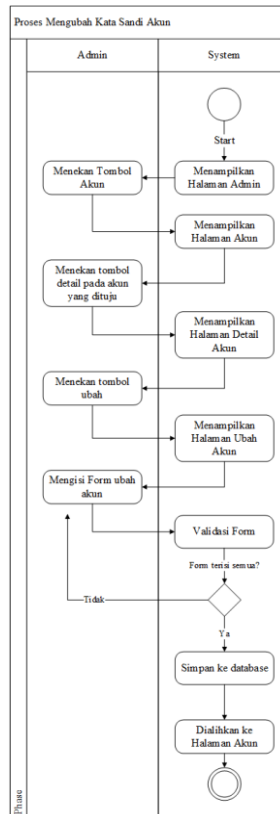 Proses Mengubah Kata Sandi Akun
Admin
System
Start
Menampilkan
Halaman Admin
Menekan Tombol
Akun
Menampilkan
Halaman Akun
Menekan tombol
detail pada akun
yang dituju
Menampilkan
Halaman Detail
Akun
Menekan tombol
ubah
Menampilkan
Halaman Ubah
Akun
Mengisi Form ubah
akun
Validasi Form
Form terisi semua?
Tidak
Ya
Simpan ke database
Dialihkan ke
Halaman Akun
Phase